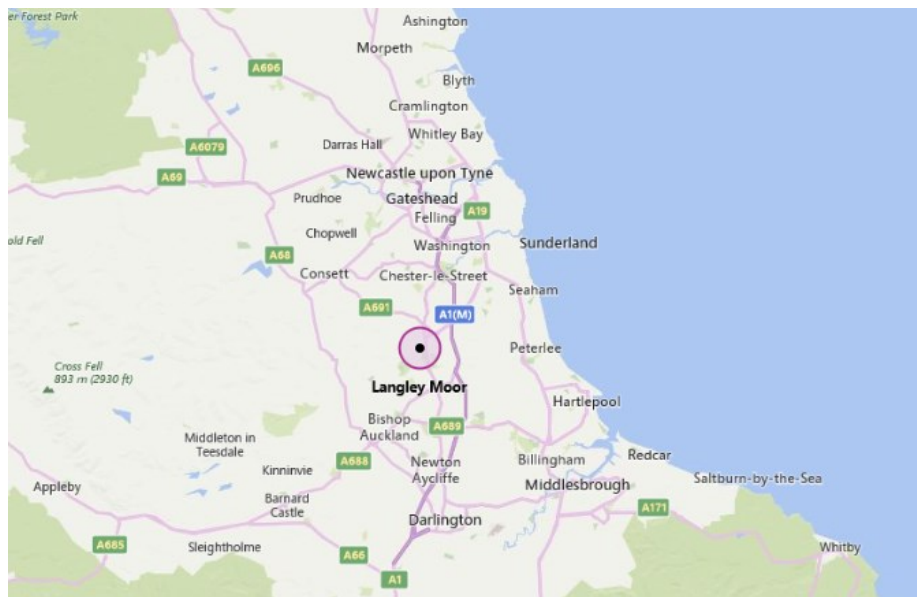 er Forest Park
Ashington
Morpeth
A696
Blyth
Cramlington
A6079
Darras Hall
Whitley Bay
A69
Newcastle upon Tyne
Prudhoe
Gateshead
A19
Felling
Chopwell
old Fell
Washington
Sunderland
A68
Consett
Chester-le-Street
Seaham
A691
A1(M)
Peterlee
Cross Fell
893 m (2930 ft)
Langley Moor
Hartlepool
Bishop
Auckland
A689
Middleton in
Teesdale
Kinninvie
A688
Newton
Aycliffe
Billingham
Redcar
Appleby
Middlesbrough
Saltburn-by-the-Sea
Barnard
Castle
A171
Darlington
A685
Sleightholme
A66
Whitby
A1